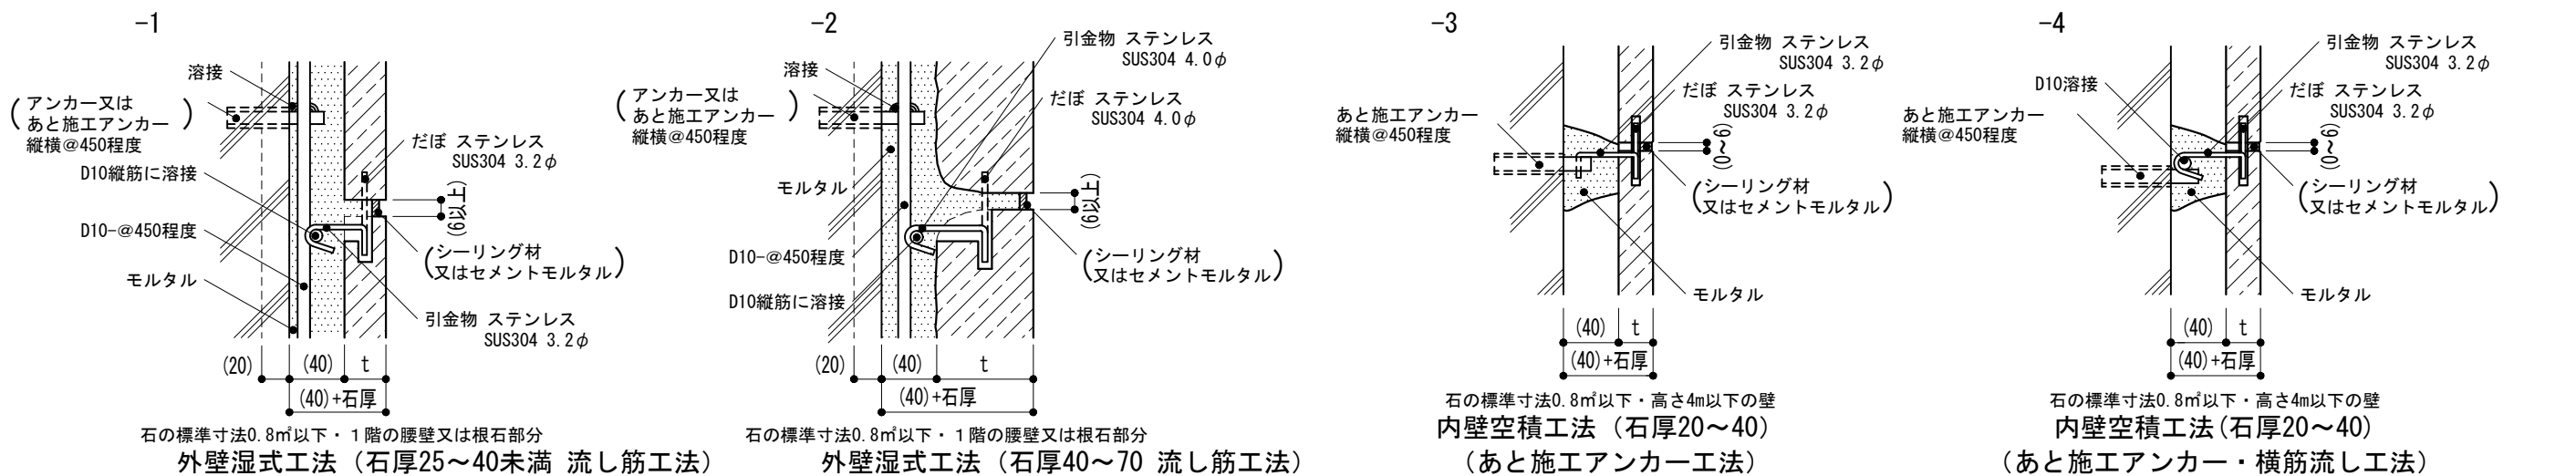 -1
溶接
(アンカー又は
あと施工アンカー)
縦横@450程度
D10縦筋に溶接
D10-@450程度
モルタル
だぼ ステンレス
SUS304 3.2φ
(6以上)
(シーリング材
又はセメントモルタル)
引金物 ステンレス
SUS304 3.2φ
(20)
(40)
t
(40)+石厚
石の標準寸法0.8㎡以下・1階の腰壁又は根石部分
外壁湿式工法(石厚25～40未満 流し筋工法)
-2
溶接
(アンカー又は
あと施工アンカー)
縦横@450程度
モルタル
D10-@450程度
D10縦筋に溶接
引金物 ステンレス
SUS304 4.0φ
だぼ ステンレス
SUS304 4.0φ
(6以上)
(シーリング材
又はセメントモルタル)
(20)
(40)
t
(40)+石厚
石の標準寸法0.8㎡以下・1階の腰壁又は根石部分
外壁湿式工法(石厚40～70 流し筋工法)
-3
引金物 ステンレス
SUS304 3.2φ
だぼ ステンレス
SUS304 3.2φ
あと施工アンカー
縦横@450程度
(0～6)
(シーリング材
又はセメントモルタル)
モルタル
(40)
t
(40)+石厚
石の標準寸法0.8㎡以下・高さ4m以下の壁
内壁空積工法(石厚20～40)
(あと施工アンカー工法)
-4
引金物 ステンレス
SUS304 3.2φ
D10溶接
だぼ ステンレス
SUS304 3.2φ
あと施工アンカー
縦横@450程度
(0～6)
(シーリング材
又はセメントモルタル)
モルタル
(40)
t
(40)+石厚
石の標準寸法0.8㎡以下・高さ4m以下の壁
内壁空積工法(石厚20～40)
(あと施工アンカー・横筋流し工法)